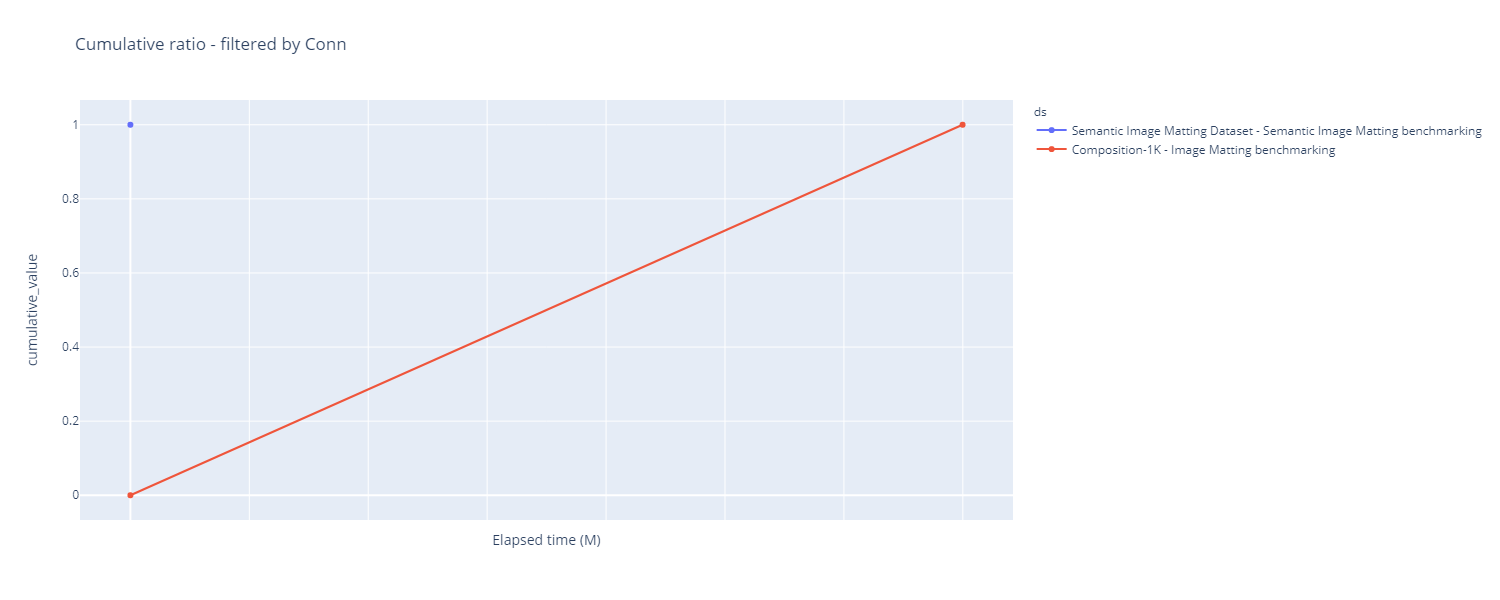 Cumulative ratio - filtered by Conn
cumulative_value
1
0.8
0.6
0.4
0.2
0
Elapsed time (M)
ds
Semantic Image Matting Dataset - Semantic Image Matting benchmarking
Composition-1K - Image Matting benchmarking